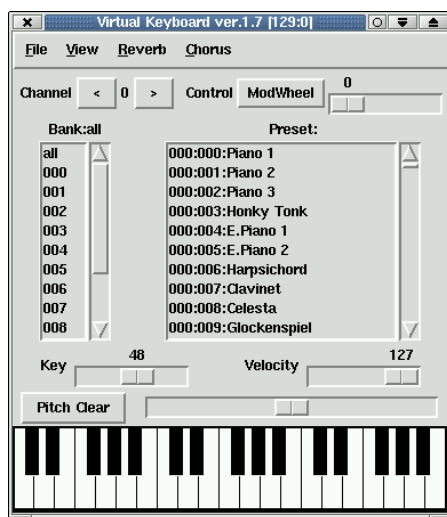 Virtual Keyboard ver.1.7 [129:0]
File View Reverb Chorus
0
Channel < 0 > Control ModWheel
Bank:all Preset:
all 000:000:Piano 1
000 000:001:Piano 2
001 000:002:Piano 3
002 000:003:Honky Tonk
003 000:004:E.Piano 1
004 000:005:E.Piano 2
005 000:006:Harpsichord
006 000:007:Clavinet
007 000:008:Celesta
008 000:009:Glockenspiel
48 127
Key Velocity
Pitch Clear